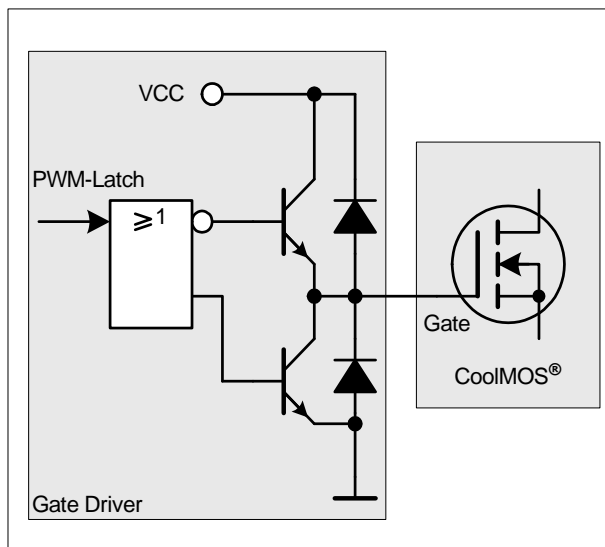 VCC
PWM-Latch
≥1
Gate
CoolMOS®
Gate Driver